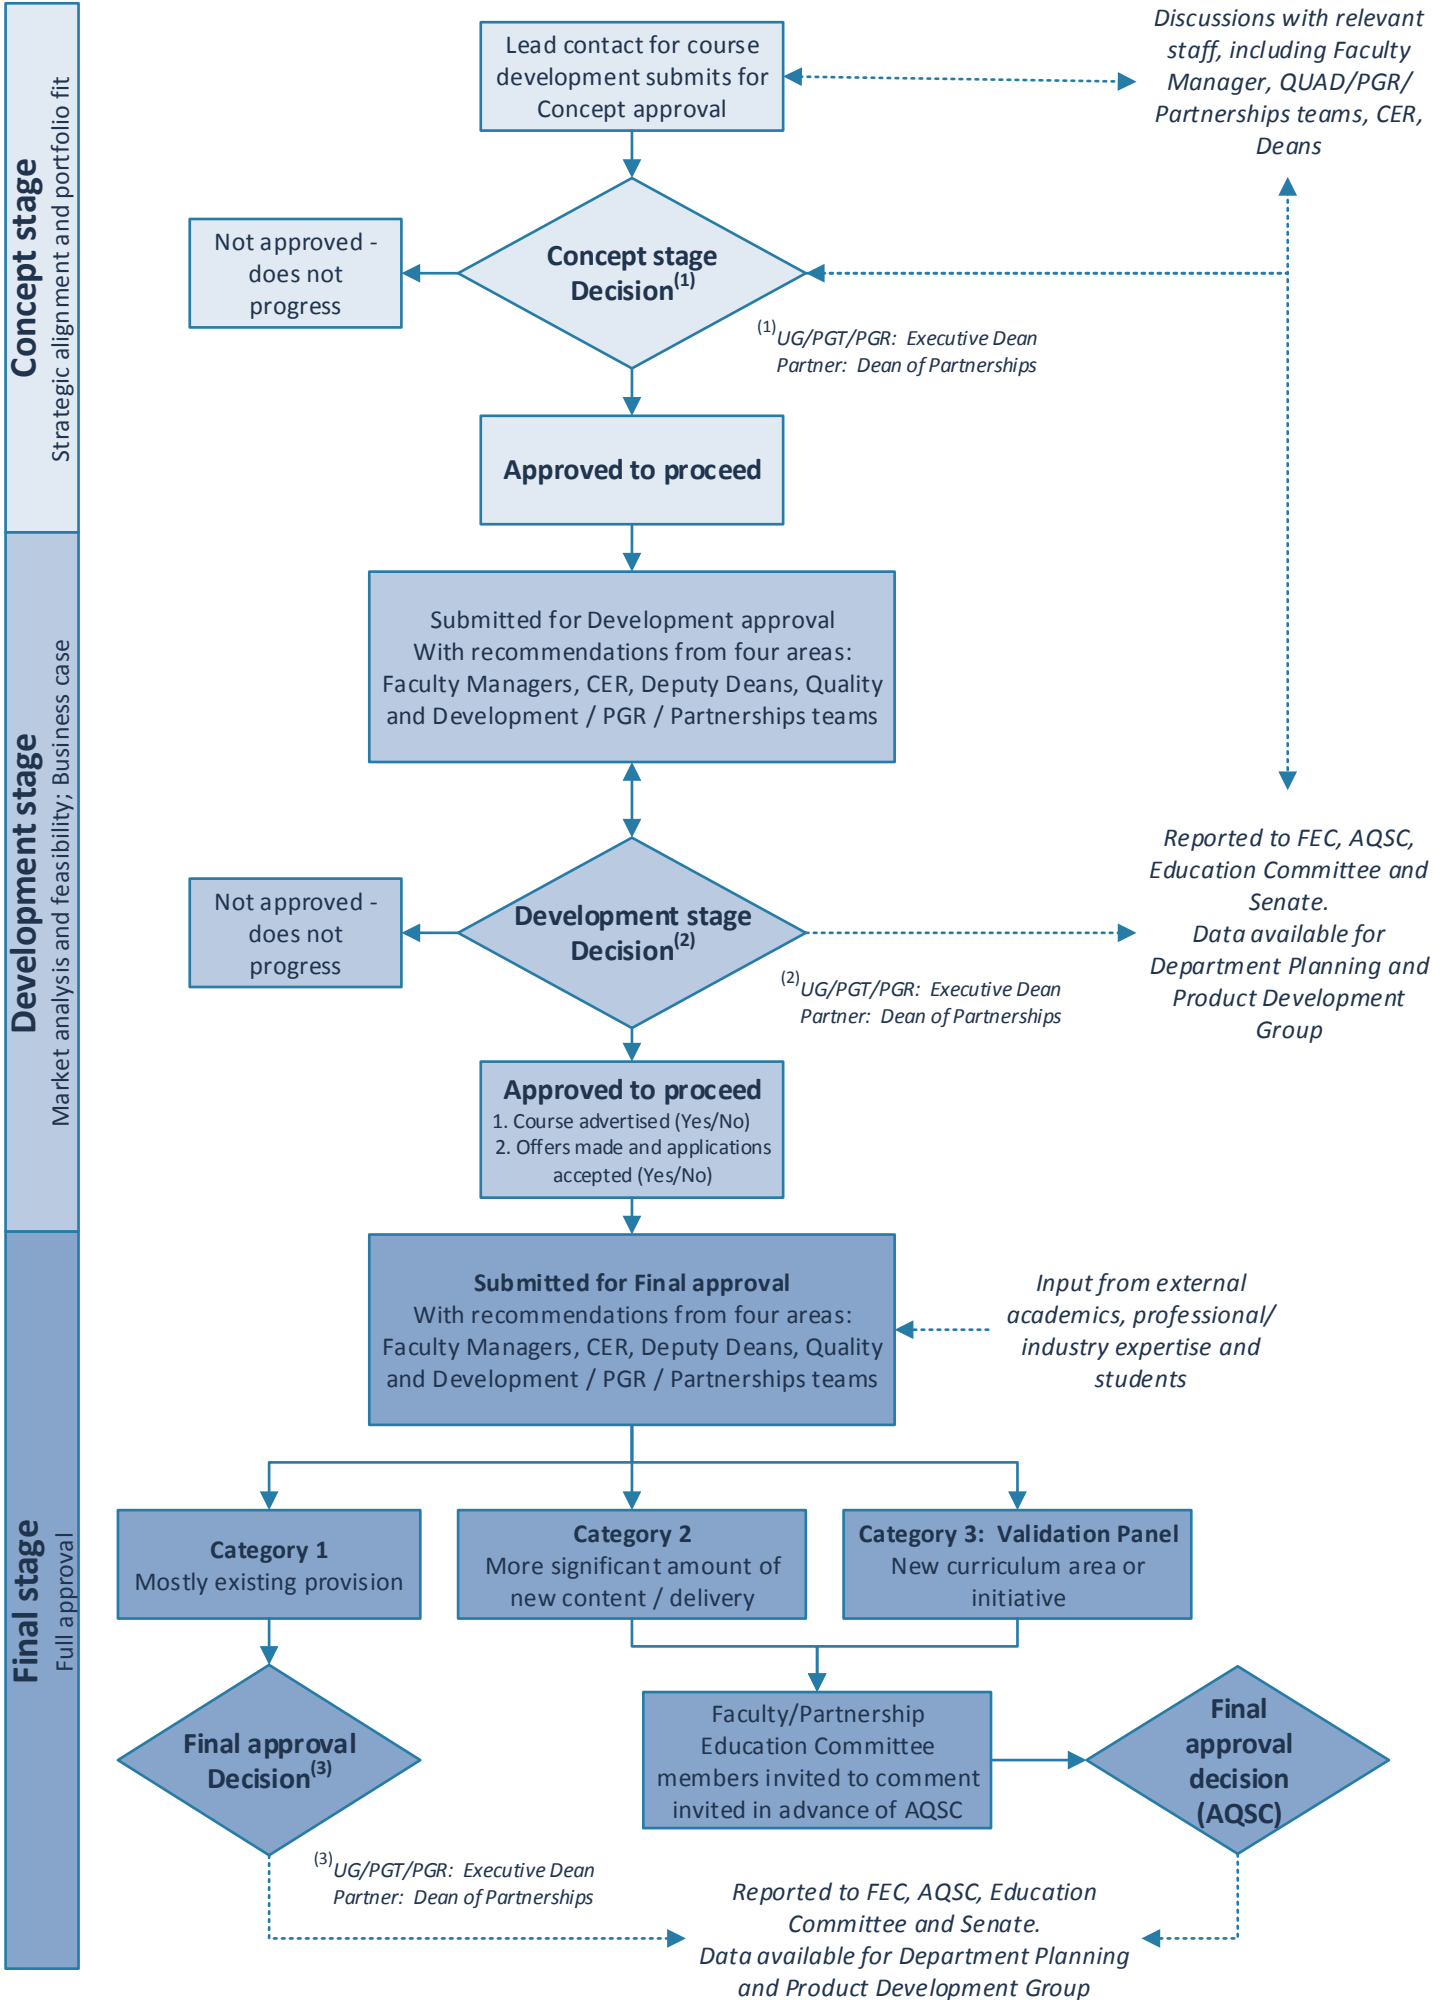 Concept stage
Strategic alignment and portfolio fit
Lead contact for course
development submits for
Concept approval
Discussions with relevant
staff, including Faculty
Manager, QUAD/PGR/
Partnerships teams, CER,
Deans
Not approved -
does not
progress
Concept stage
Decision(1)
(1)UG/PGT/PGR: Executive Dean
Partner: Dean of Partnerships
Approved to proceed
Development stage
Market analysis and feasibility; Business case
Submitted for Development approval
With recommendations from four areas:
Faculty Managers, CER, Deputy Deans, Quality
and Development / PGR / Partnerships teams
Not approved -
does not
progress
Development stage
Decision(2)
(2)UG/PGT/PGR: Executive Dean
Partner: Dean of Partnerships
Reported to FEC, AQSC,
Education Committee and
Senate.
Data available for
Department Planning and
Product Development
Group
Approved to proceed
1. Course advertised (Yes/No)
2. Offers made and applications
accepted (Yes/No)
Final stage
Full approval
Submitted for Final approval
With recommendations from four areas:
Faculty Managers, CER, Deputy Deans, Quality
and Development / PGR / Partnerships teams
Input from external
academics, professional/
industry expertise and
students
Category 1
Mostly existing provision
Category 2
More significant amount of
new content / delivery
Category 3: Validation Panel
New curriculum area or
initiative
Final approval
Decision(3)
(3)UG/PGT/PGR: Executive Dean
Partner: Dean of Partnerships
Faculty/Partnership
Education Committee
members invited to comment
invited in advance of AQSC
Final
approval
decision
(AQSC)
Reported to FEC, AQSC, Education
Committee and Senate.
Data available for Department Planning
and Product Development Group